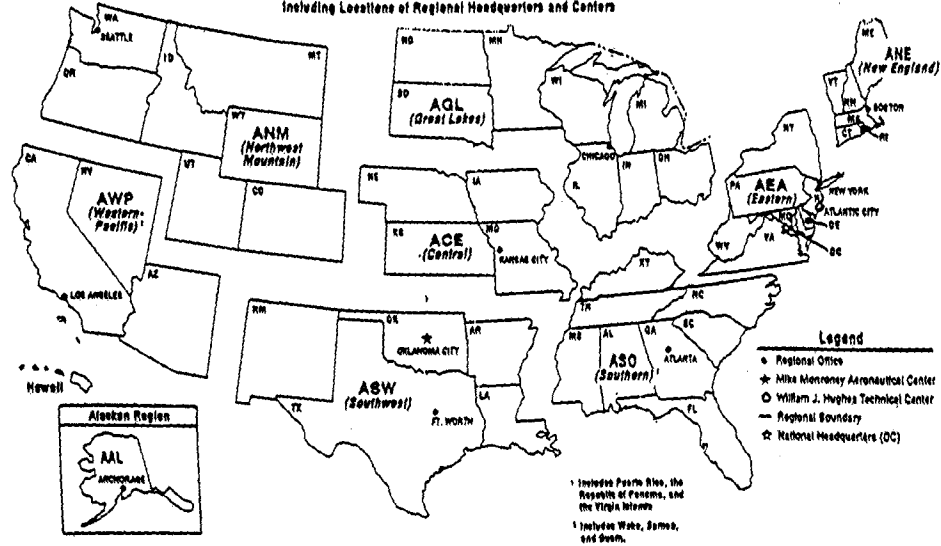 Including Locations of Regional Headquarters and Centers
WA
SEATTLE
OR
ID
MT
WY
ANM
(Northwest
Mountain)
ND
MN
SD
AGL
(Great Lakes)
WI
MI
CHICAGO
IL
IN
OH
ME
ANE
(New England)
VT
NH
BOSTON
MA
CT
RI
NY
PA
AEA
(Eastern)
NEW YORK
ATLANTIC CITY
DE
MD
DC
WV
VA
CA
NV
AWP
(Western-
Pacific) ²
UT
CO
AZ
LOS ANGELES
NE
IA
KS
ACE
(Central)
MO
KANSAS CITY
KY
TN
NC
SC
MS
AL
GA
ATLANTA
ASO
(Southern) ¹
FL
NM
OK
OKLAHOMA CITY
AR
ASW
(Southwest)
TX
FT. WORTH
LA
Hawaii
Alaskan Region
AAL
ANCHORAGE
Legend
Regional Office
Mike Monroney Aeronautical Center
William J. Hughes Technical Center
Regional Boundary
National Headquarters (DC)
¹ Includes Puerto Rico, the
Republic of Panama, and
the Virgin Islands
² Includes Wake, Samoa,
and Guam.